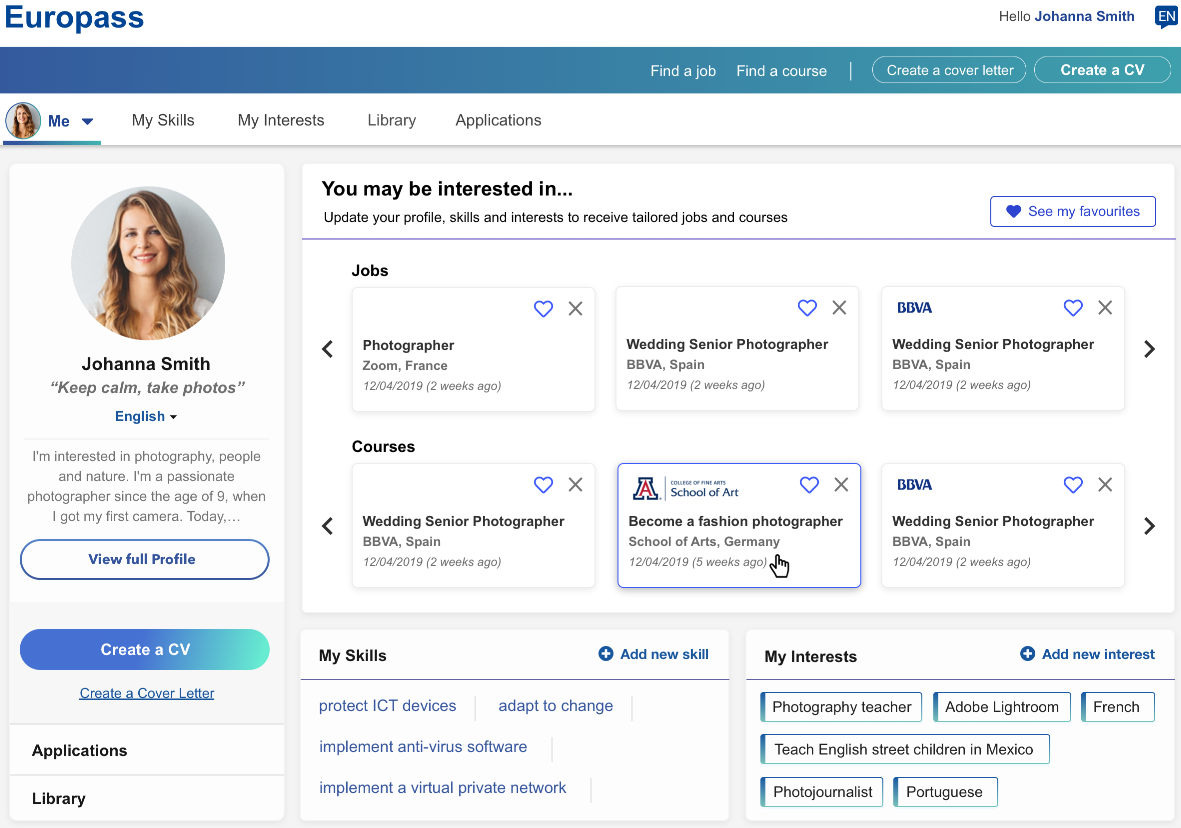 Europass
Hello Johanna Smith
EN
Find a job
Find a course
Create a cover letter
Create a CV
Me
My Skills
My Interests
Library
Applications
Johanna Smith
“Keep calm, take photos”
English
I'm interested in photography, people
and nature. I'm a passionate
photographer since the age of 9, when
I got my first camera. Today,…
View full Profile
Create a CV
Create a Cover Letter
Applications
Library
You may be interested in...
Update your profile, skills and interests to receive tailored jobs and courses
See my favourites
Jobs
Photographer
Zoom, France
12/04/2019 (2 weeks ago)
Wedding Senior Photographer
BBVA, Spain
12/04/2019 (2 weeks ago)
BBVA
Wedding Senior Photographer
BBVA, Spain
12/04/2019 (2 weeks ago)
Courses
Wedding Senior Photographer
BBVA, Spain
12/04/2019 (2 weeks ago)
A
COLLEGE OF FINE ARTS
School of Art
Become a fashion photographer
School of Arts, Germany
12/04/2019 (5 weeks ago)
BBVA
Wedding Senior Photographer
BBVA, Spain
12/04/2019 (2 weeks ago)
My Skills
Add new skill
protect ICT devices
adapt to change
implement anti-virus software
implement a virtual private network
My Interests
Add new interest
Photography teacher
Adobe Lightroom
French
Teach English street children in Mexico
Photojournalist
Portuguese